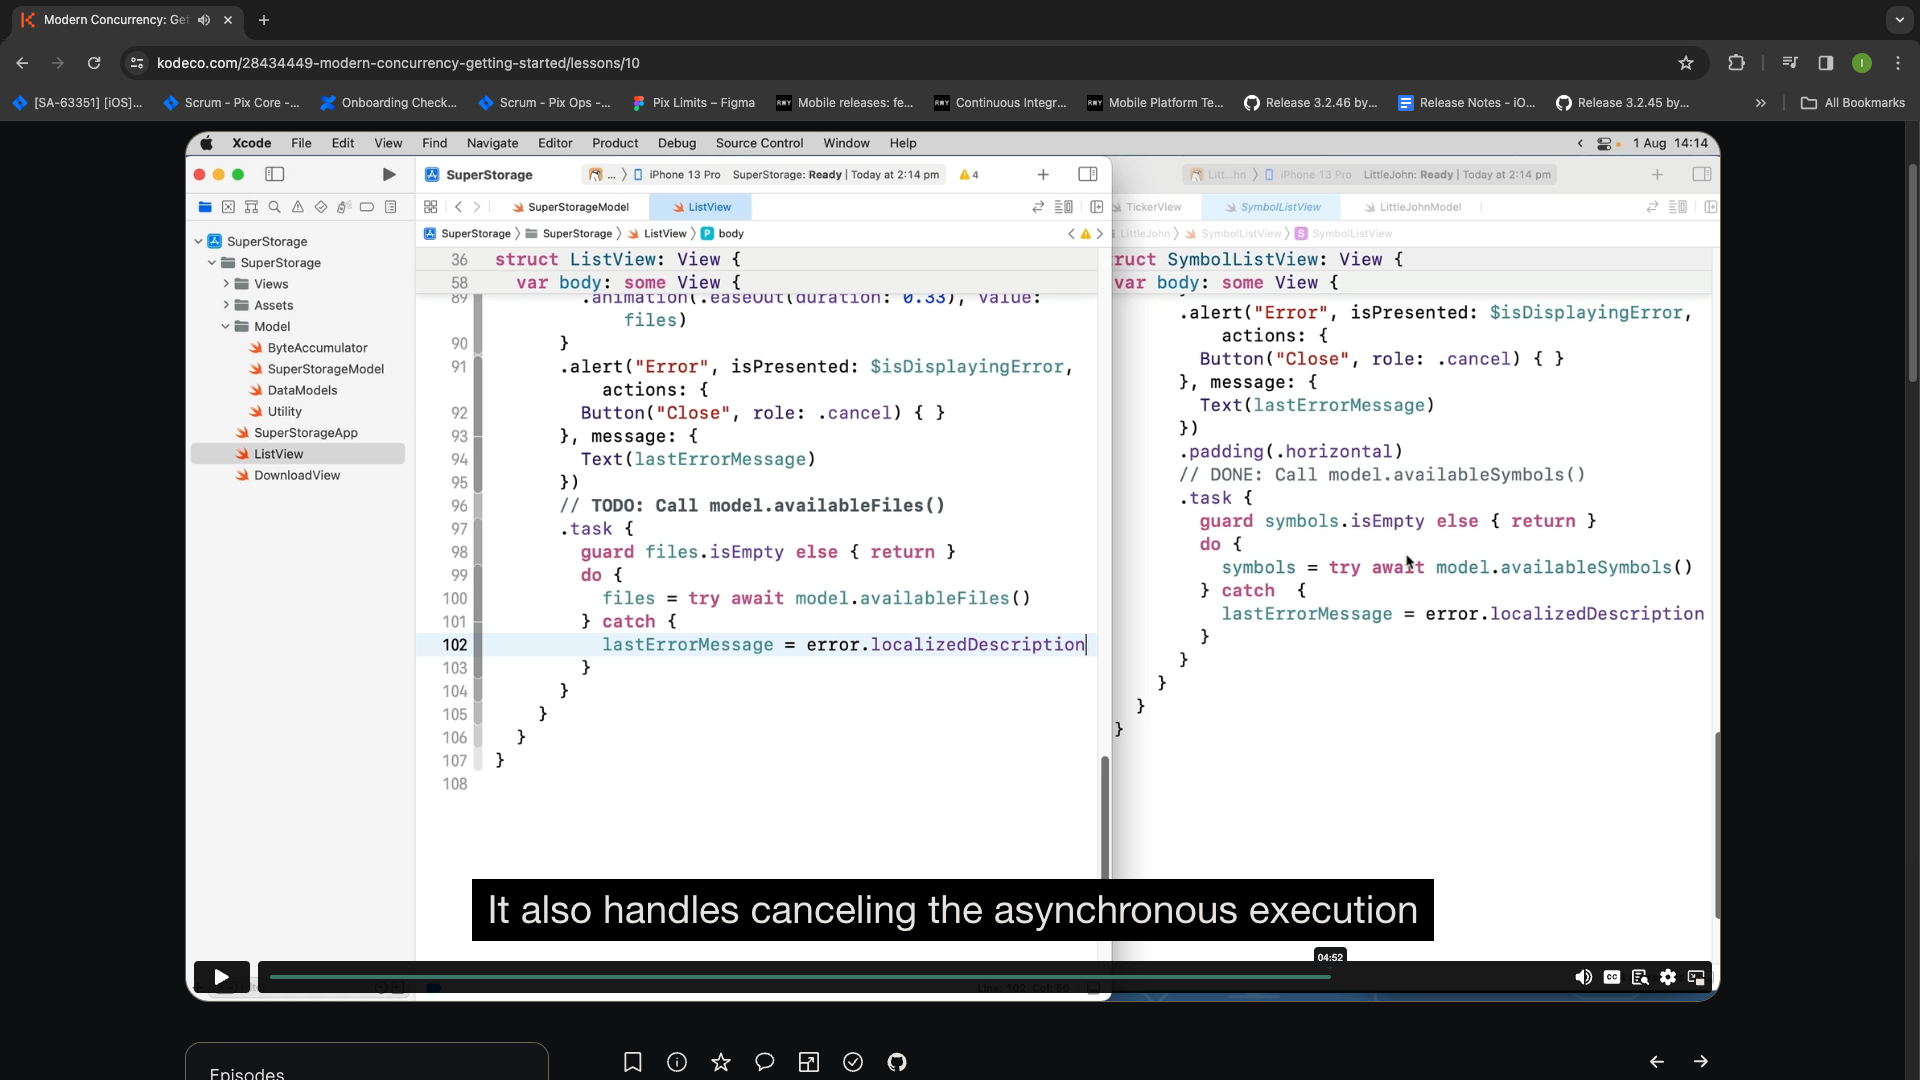 Modern Concurrency: Get
kodeco.com/28434449-modern-concurrency-getting-started/lessons/10
I
[SA-63351] [iOS]...
Scrum - Pix Core -...
Onboarding Check...
Scrum - Pix Ops -...
Pix Limits – Figma
Mobile releases: fe...
Continuous Integr...
Mobile Platform Te...
Release 3.2.46 by...
Release Notes - iO...
Release 3.2.45 by...
»
All Bookmarks
Xcode File Edit View Find Navigate Editor Product Debug Source Control Window Help
1 Aug 14:14
SuperStorage
... 〉 iPhone 13 Pro SuperStorage: Ready | Today at 2:14 pm
4
Litt...hn 〉 iPhone 13 Pro LittleJohn: Ready | Today at 2:14 pm
SuperStorageModel
ListView
TickerView
SymbolListView
LittleJohnModel
SuperStorage 〉 SuperStorage 〉 ListView 〉 P body
LittleJohn 〉 SymbolListView 〉 S SymbolListView
SuperStorage
SuperStorage
Views
Assets
Model
ByteAccumulator
SuperStorageModel
DataModels
Utility
SuperStorageApp
ListView
DownloadView
36 struct ListView: View {
58 var body: some View {
89 .animation(.easeOut(duration: 0.33), value:
files)
90 }
91 .alert("Error", isPresented: $isDisplayingError,
actions: {
92 Button("Close", role: .cancel) { }
93 }, message: {
94 Text(lastErrorMessage)
95 })
96 // TODO: Call model.availableFiles()
97 .task {
98 guard files.isEmpty else { return }
99 do {
100 files = try await model.availableFiles()
101 } catch {
102 lastErrorMessage = error.localizedDescription
103 }
104 }
105 }
106 }
107 }
108
ruct SymbolListView: View {
var body: some View {
.alert("Error", isPresented: $isDisplayingError,
actions: {
Button("Close", role: .cancel) { }
}, message: {
Text(lastErrorMessage)
})
.padding(.horizontal)
// DONE: Call model.availableSymbols()
.task {
guard symbols.isEmpty else { return }
do {
symbols = try await model.availableSymbols()
} catch {
lastErrorMessage = error.localizedDescription
}
}
}
}
}
It also handles canceling the asynchronous execution
04:52
CC
Episodes